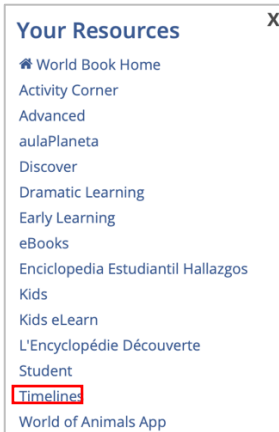 X
Your Resources
World Book Home
Activity Corner
Advanced
aulaPlaneta
Discover
Dramatic Learning
Early Learning
eBooks
Enciclopedia Estudiantil Hallazgos
Kids
Kids eLearn
L'Encyclopédie Découverte
Student
Timelines
World of Animals App